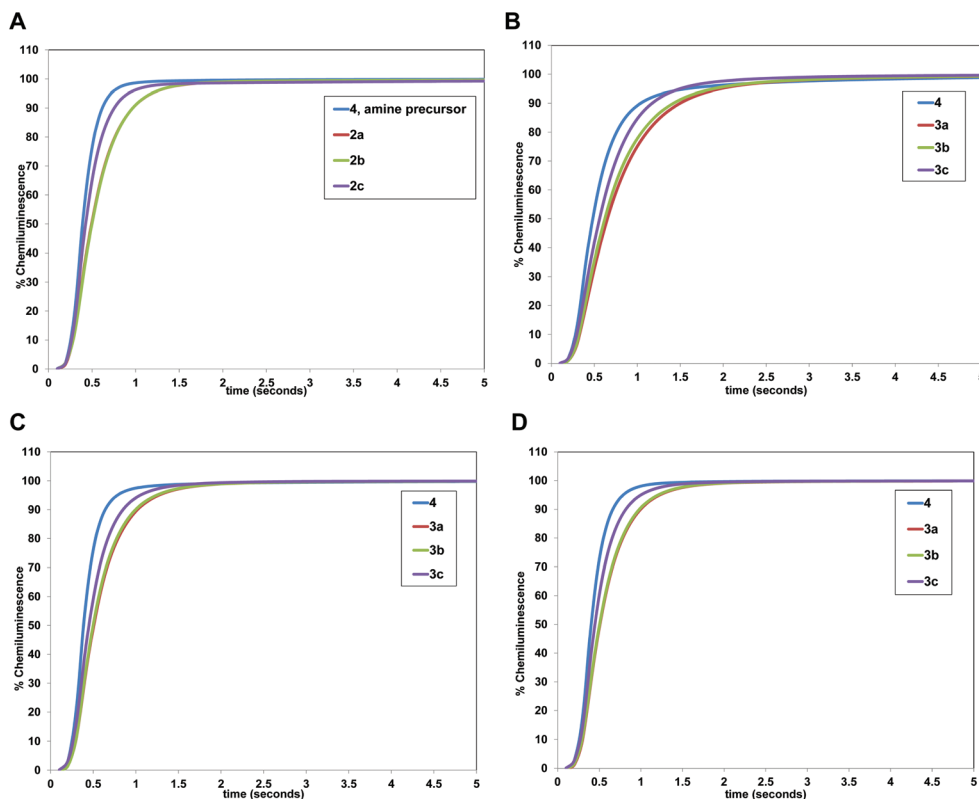 A
110
100
90
80
70
60
50
40
30
20
10
0
% Chemiluminescence
4, amine precursor
2a
2b
2c
0 0.5 1 1.5 2 2.5 3 3.5 4 4.5 5
time (seconds)
B
110
100
90
80
70
60
50
40
30
20
10
0
% Chemiluminescence
4
3a
3b
3c
0 0.5 1 1.5 2 2.5 3 3.5 4 4.5
time (seconds)
C
110
100
90
80
70
60
50
40
30
20
10
0
% Chemiluminescence
4
3a
3b
3c
0 0.5 1 1.5 2 2.5 3 3.5 4 4.5 5
time (seconds)
D
110
100
90
80
70
60
50
40
30
20
10
0
% Chemiluminescence
4
3a
3b
3c
0 0.5 1 1.5 2 2.5 3 3.5 4 4.5 5
time (seconds)